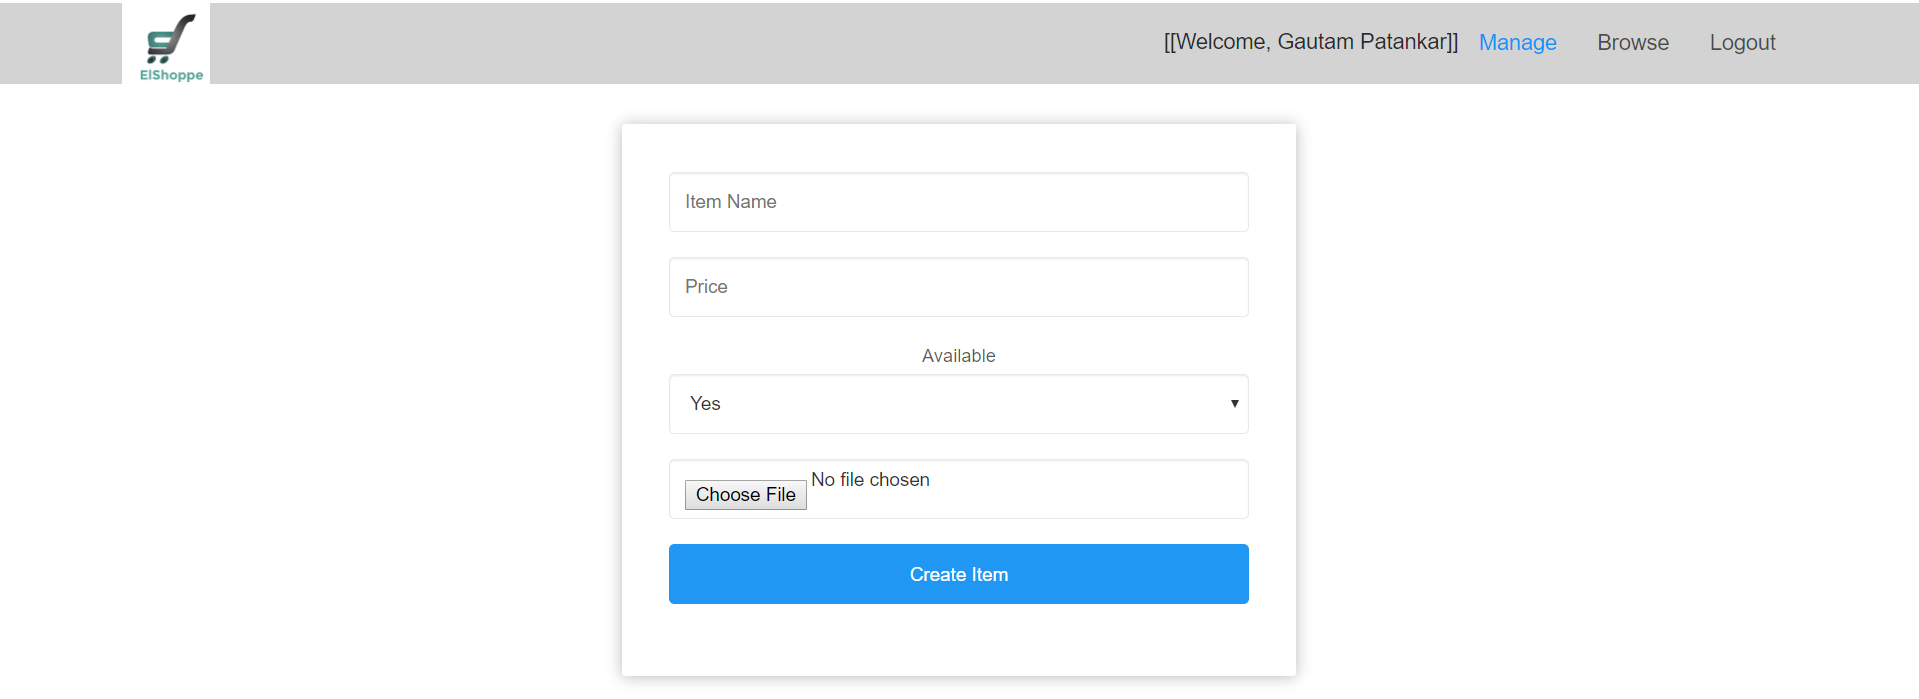 ElShoppe
[[Welcome, Gautam Patankar]] Manage Browse Logout
Item Name
Price
Available
Yes
Choose File No file chosen
Create Item